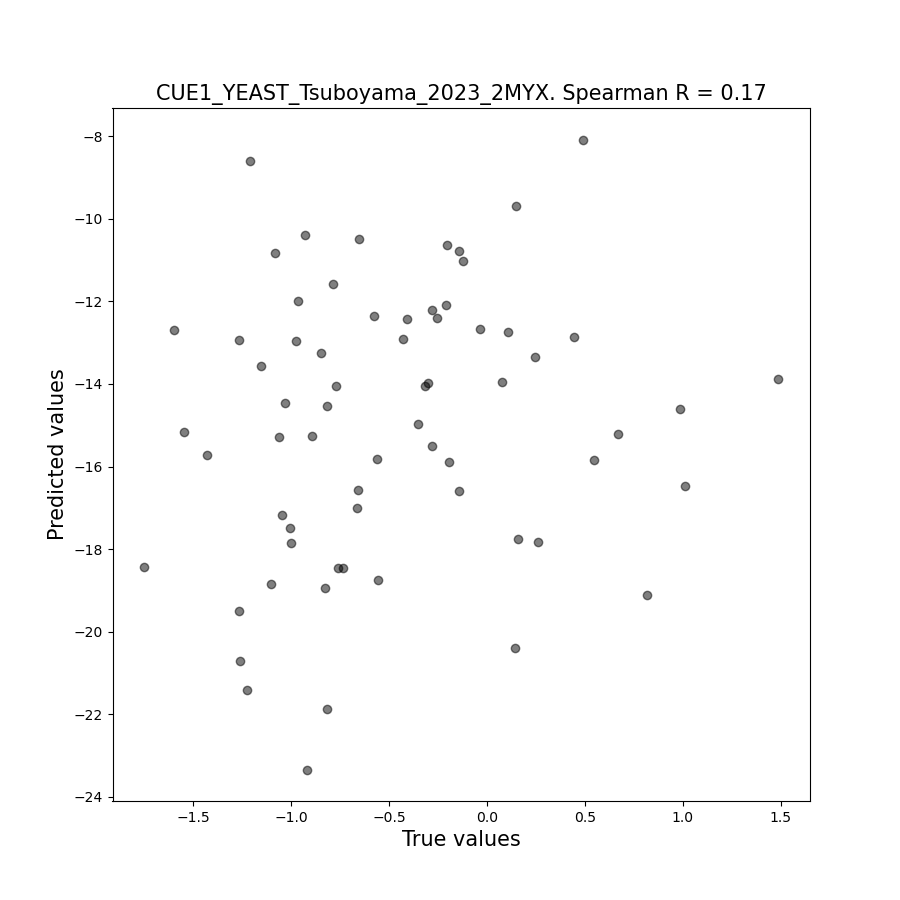 CUE1_YEAST_Tsuboyama_2023_2MYX. Spearman R = 0.17
Predicted values
−8
−10
−12
−14
−16
−18
−20
−22
−24
−1.5 −1.0 −0.5 0.0 0.5 1.0 1.5
True values